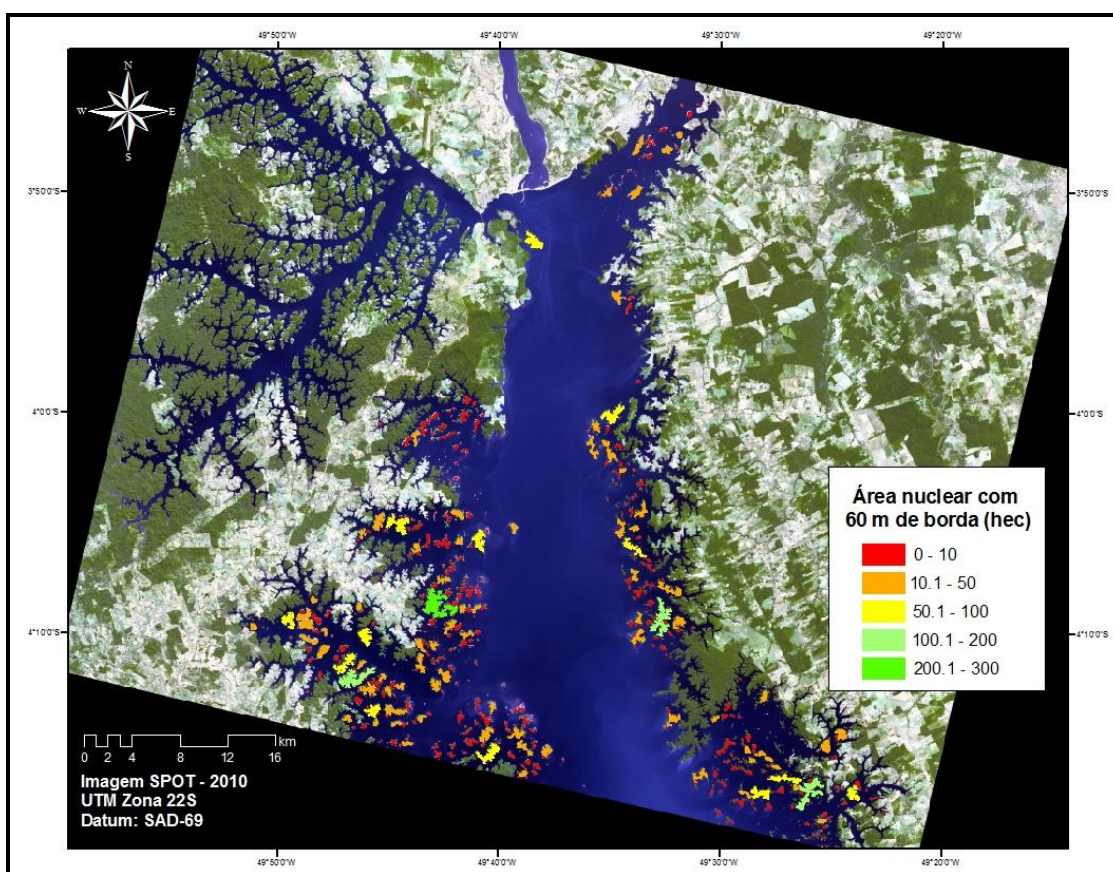 49°50'0"W
49°40'0"W
49°30'0"W
49°20'0"W
N
W
E
S
3°50'0"S
3°50'0"S
4°0'0"S
4°0'0"S
Área nuclear com
60 m de borda (hec)
0 - 10
10.1 - 50
50.1 - 100
100.1 - 200
200.1 - 300
4°10'0"S
4°10'0"S
km
0 2 4 8 12 16
Imagem SPOT - 2010
UTM Zona 22S
Datum: SAD-69
49°50'0"W
49°40'0"W
49°30'0"W
49°20'0"W